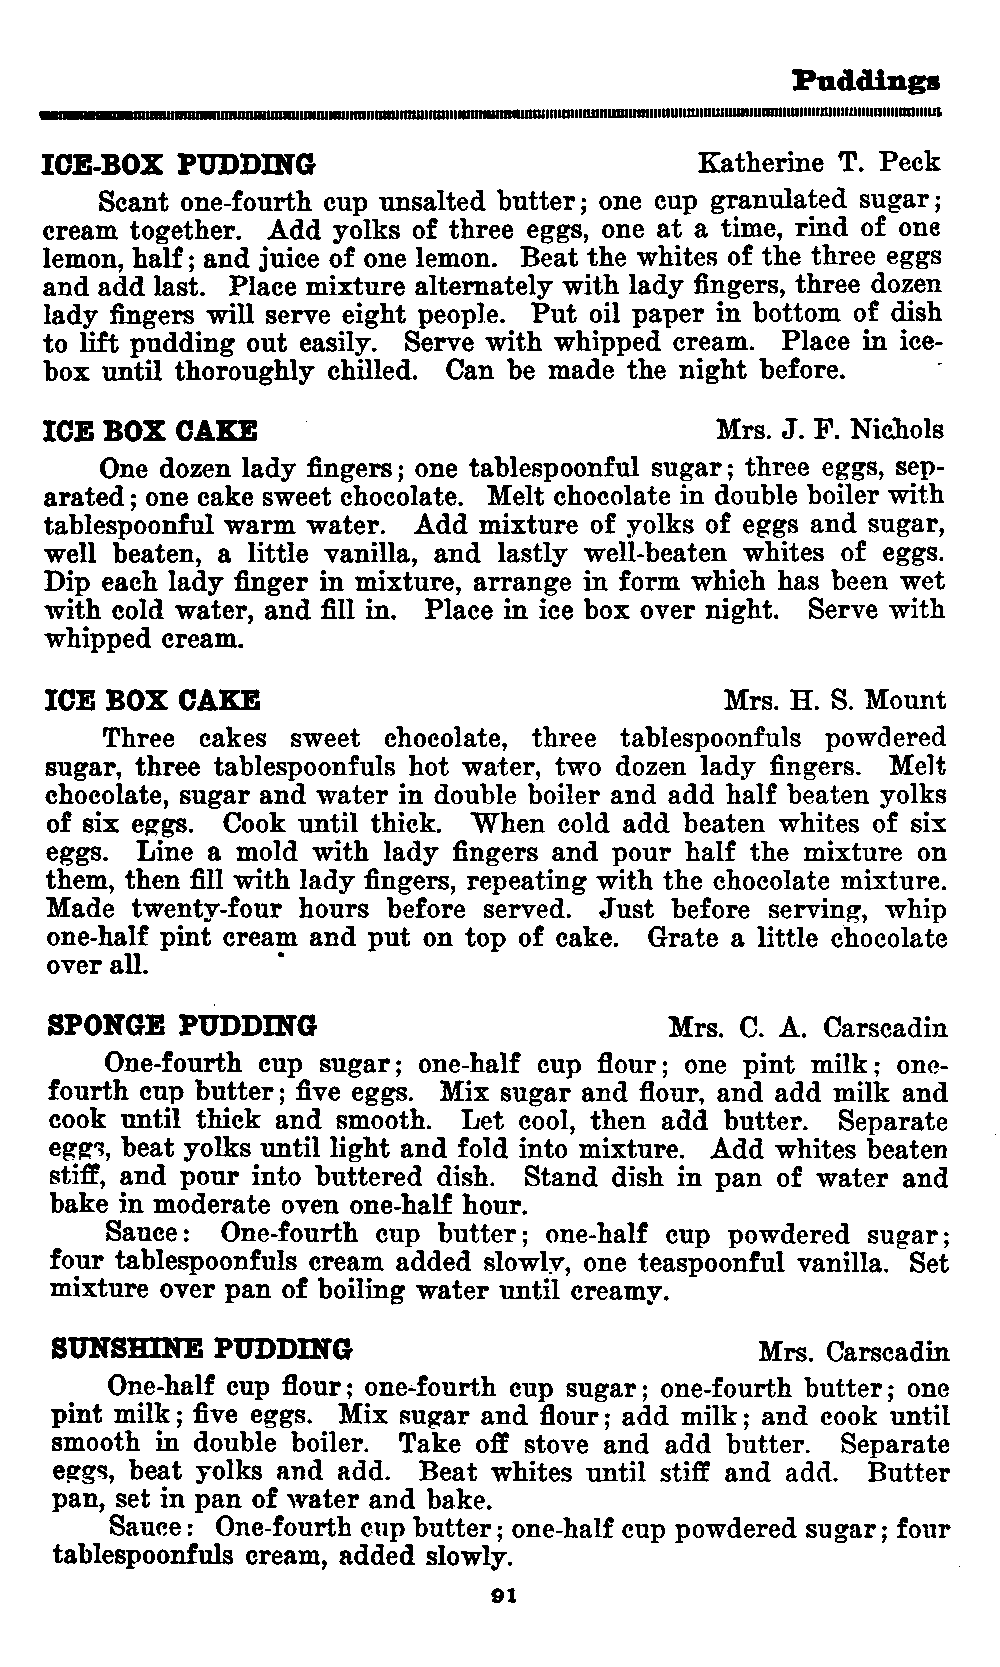 Puddings
ICE-BOX PUDDING Katherine T. Peck
Scant one-fourth cup unsalted butter; one cup granulated sugar;
cream together. Add yolks of three eggs, one at a time, rind of one
lemon, half; and juice of one lemon. Beat the whites of the three eggs
and add last. Place mixture alternately with lady fingers, three dozen
lady fingers will serve eight people. Put oil paper in bottom of dish
to lift pudding out easily. Serve with whipped cream. Place in ice-
box until thoroughly chilled. Can be made the night before.
ICE BOX CAKE Mrs. J. F. Nichols
One dozen lady fingers; one tablespoonful sugar; three eggs, sep-
arated; one cake sweet chocolate. Melt chocolate in double boiler with
tablespoonful warm water. Add mixture of yolks of eggs and sugar,
well beaten, a little vanilla, and lastly well-beaten whites of eggs.
Dip each lady finger in mixture, arrange in form which has been wet
with cold water, and fill in. Place in ice box over night. Serve with
whipped cream.
ICE BOX CAKE Mrs. H. S. Mount
Three cakes sweet chocolate, three tablespoonfuls powdered
sugar, three tablespoonfuls hot water, two dozen lady fingers. Melt
chocolate, sugar and water in double boiler and add half beaten yolks
of six eggs. Cook until thick. When cold add beaten whites of six
eggs. Line a mold with lady fingers and pour half the mixture on
them, then fill with lady fingers, repeating with the chocolate mixture.
Made twenty-four hours before served. Just before serving, whip
one-half pint cream and put on top of cake. Grate a little chocolate
over all.
SPONGE PUDDING Mrs. C. A. Carscadin
One-fourth cup sugar; one-half cup flour; one pint milk; one-
fourth cup butter; five eggs. Mix sugar and flour, and add milk and
cook until thick and smooth. Let cool, then add butter. Separate
eggs, beat yolks until light and fold into mixture. Add whites beaten
stiff, and pour into buttered dish. Stand dish in pan of water and
bake in moderate oven one-half hour.
Sauce: One-fourth cup butter; one-half cup powdered sugar;
four tablespoonfuls cream added slowly, one teaspoonful vanilla. Set
mixture over pan of boiling water until creamy.
SUNSHINE PUDDING Mrs. Carscadin
One-half cup flour; one-fourth cup sugar; one-fourth butter; one
pint milk; five eggs. Mix sugar and flour; add milk; and cook until
smooth in double boiler. Take off stove and add butter. Separate
eggs, beat yolks and add. Beat whites until stiff and add. Butter
pan, set in pan of water and bake.
Sauce: One-fourth cup butter; one-half cup powdered sugar; four
tablespoonfuls cream, added slowly.
91